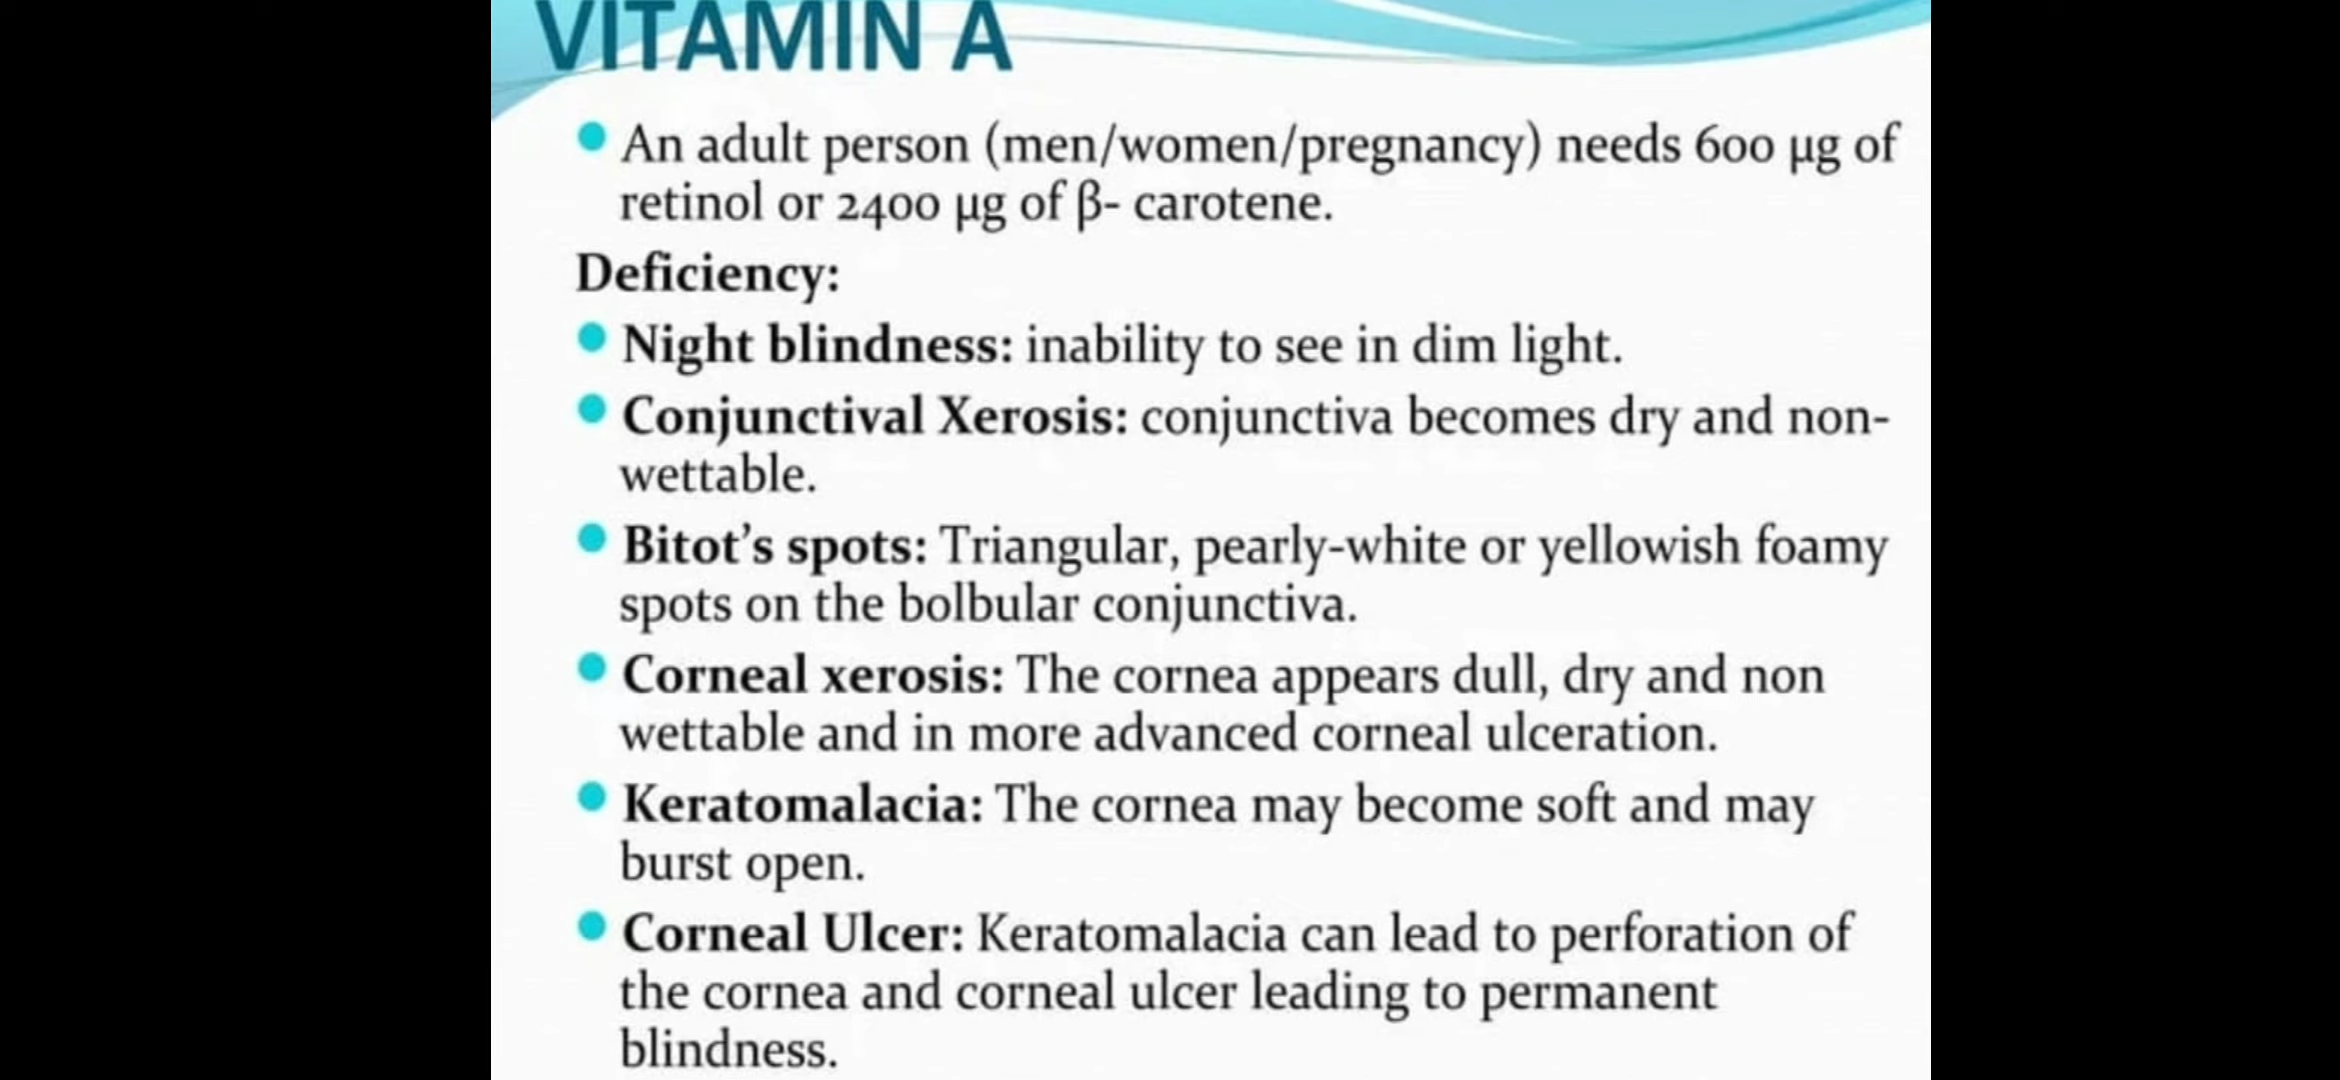 VITAMIN A
An adult person (men/women/pregnancy) needs 600 µg of
retinol or 2400 µg of β- carotene.
Deficiency:
Night blindness: inability to see in dim light.
Conjunctival Xerosis: conjunctiva becomes dry and non-
wettable.
Bitot’s spots: Triangular, pearly-white or yellowish foamy
spots on the bolbular conjunctiva.
Corneal xerosis: The cornea appears dull, dry and non
wettable and in more advanced corneal ulceration.
Keratomalacia: The cornea may become soft and may
burst open.
Corneal Ulcer: Keratomalacia can lead to perforation of
the cornea and corneal ulcer leading to permanent
blindness.